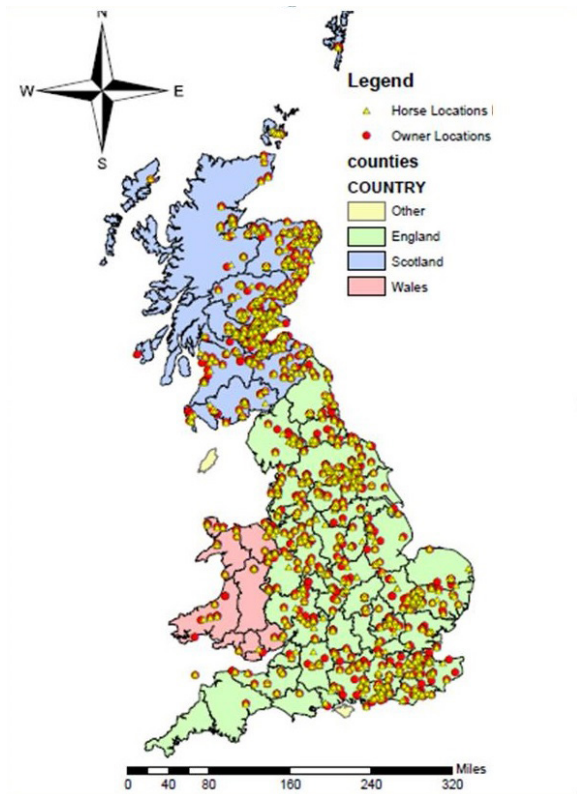 N
W
E
S
Legend
Horse Locations
Owner Locations
counties
COUNTRY
Other
England
Scotland
Wales
Miles
0 40 80 160 240 320